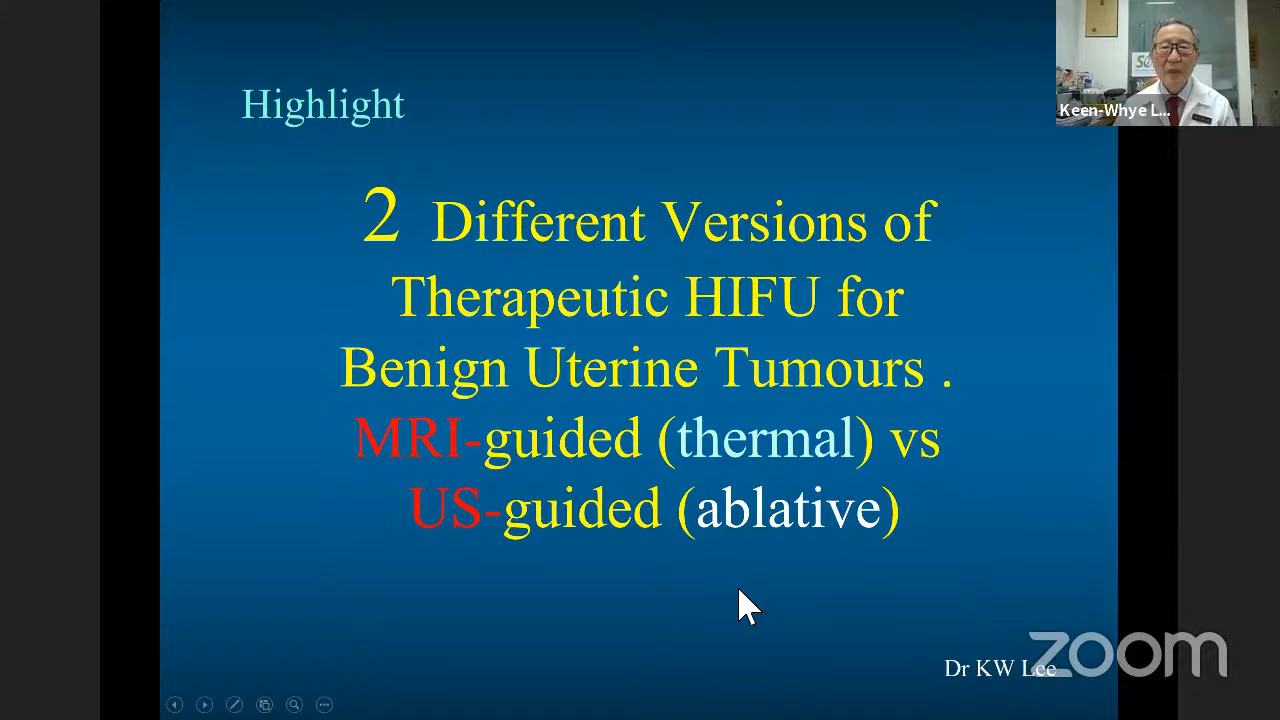 Highlight
2 Different Versions of
Therapeutic HIFU for
Benign Uterine Tumours .
MRI-guided (thermal) vs
US-guided (ablative)
Dr KW Lee
zoom
Keen-Whye L...